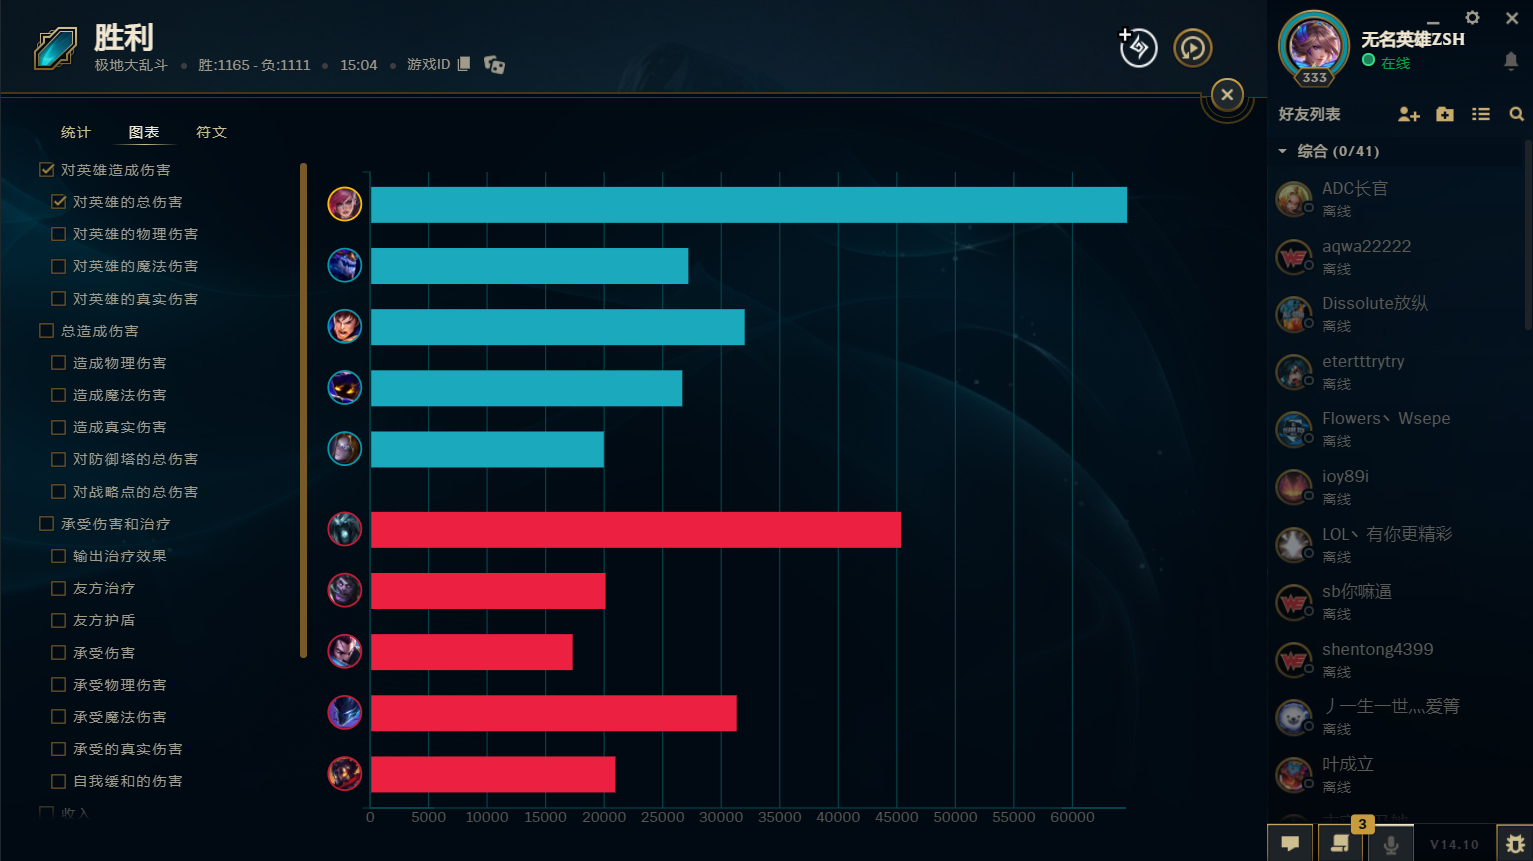 胜利
极地大乱斗 • 胜:1165 - 负:1111 • 15:04 • 游戏ID
统计 图表 符文
对英雄造成伤害
对英雄的总伤害
对英雄的物理伤害
对英雄的魔法伤害
对英雄的真实伤害
总造成伤害
造成物理伤害
造成魔法伤害
造成真实伤害
对防御塔的总伤害
对战略点的总伤害
承受伤害和治疗
输出治疗效果
友方治疗
友方护盾
承受伤害
承受物理伤害
承受魔法伤害
承受的真实伤害
自我缓和的伤害
收入
0 5000 10000 15000 20000 25000 30000 35000 40000 45000 50000 55000 60000
无名英雄ZSH
在线
333
好友列表
综合 (0/41)
ADC长官
离线
aqwa22222
离线
Dissolute放纵
离线
etertttrytry
离线
Flowers丶Wsepe
离线
ioy89i
离线
LOL丶有你更精彩
离线
sb你嘛逼
离线
shentong4399
离线
丿一生一世灬爱箐
离线
叶成立
离线
3
V14.10